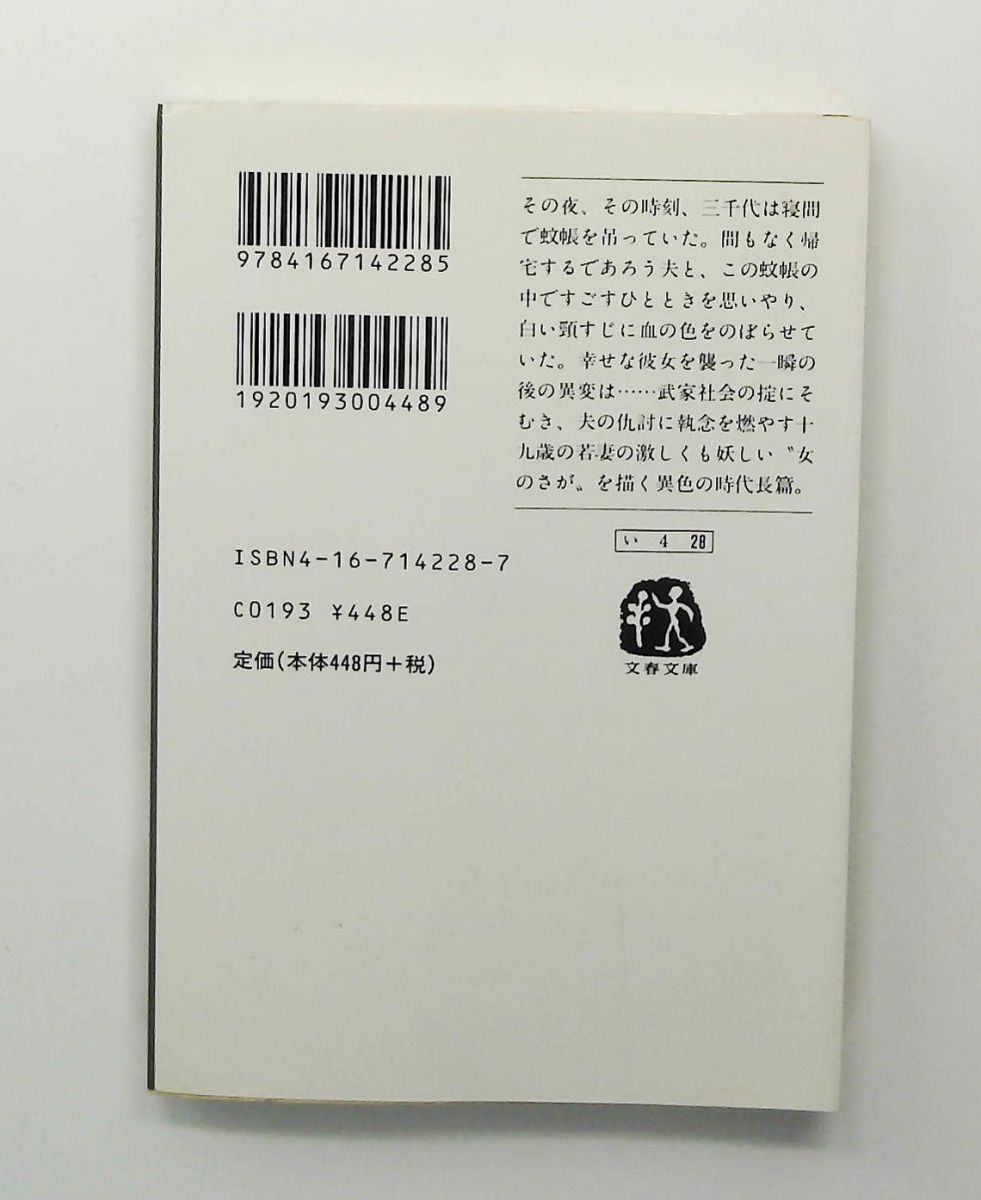 9784167142285
1920193004489
ISBN4-16-714228-7
C0193 ¥448E
定価(本体448円+税)
その夜、その時刻、三千代は寝間
で蚊帳を吊っていた。間もなく帰
宅するであろう夫と、この蚊帳の
中ですごすひとときを思いやり、
白い頸すじに血の色をのぼらせて
いた。幸せな彼女を襲った一瞬の
後の異変は……武家社会の掟にそ
むき、夫の仇討に執念を燃やす十
九歳の若妻の激しくも妖しい〝女
のさが〟を描く異色の時代長篇。
い 4 28
文春文庫